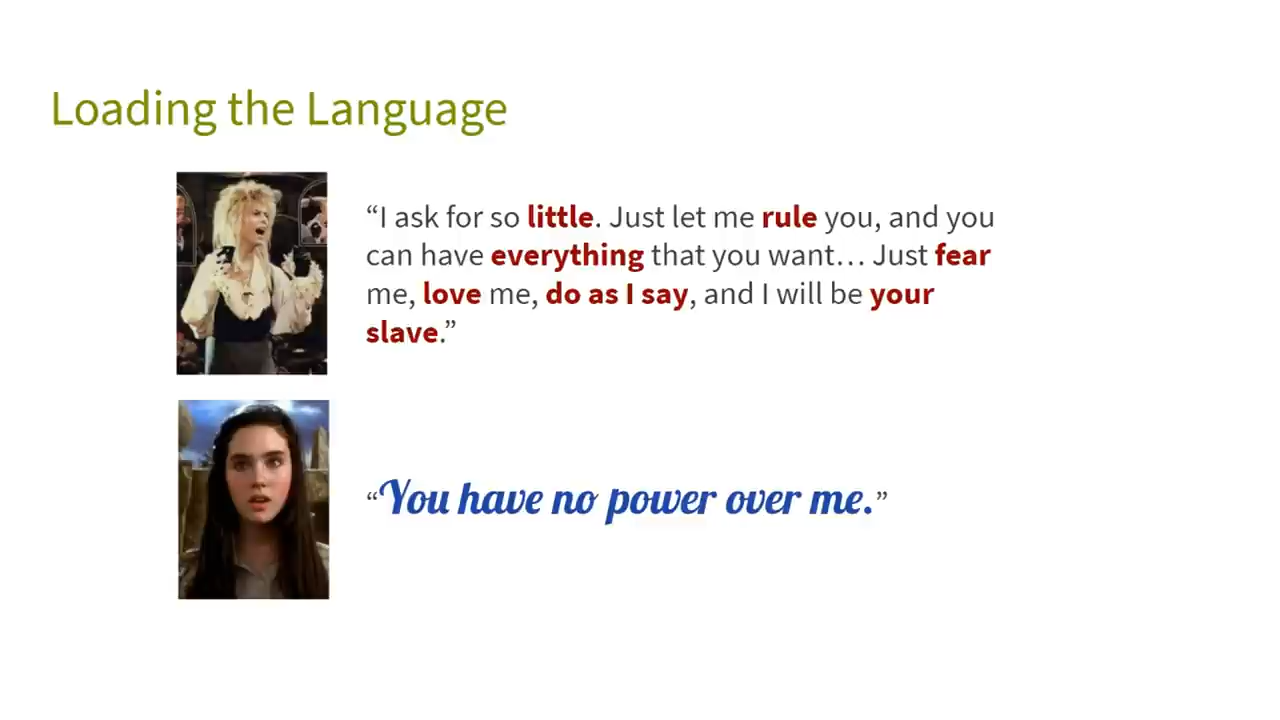 Loading the Language
“I ask for so little. Just let me rule you, and you
can have everything that you want… Just fear
me, love me, do as I say, and I will be your
slave.”
“You have no power over me.”